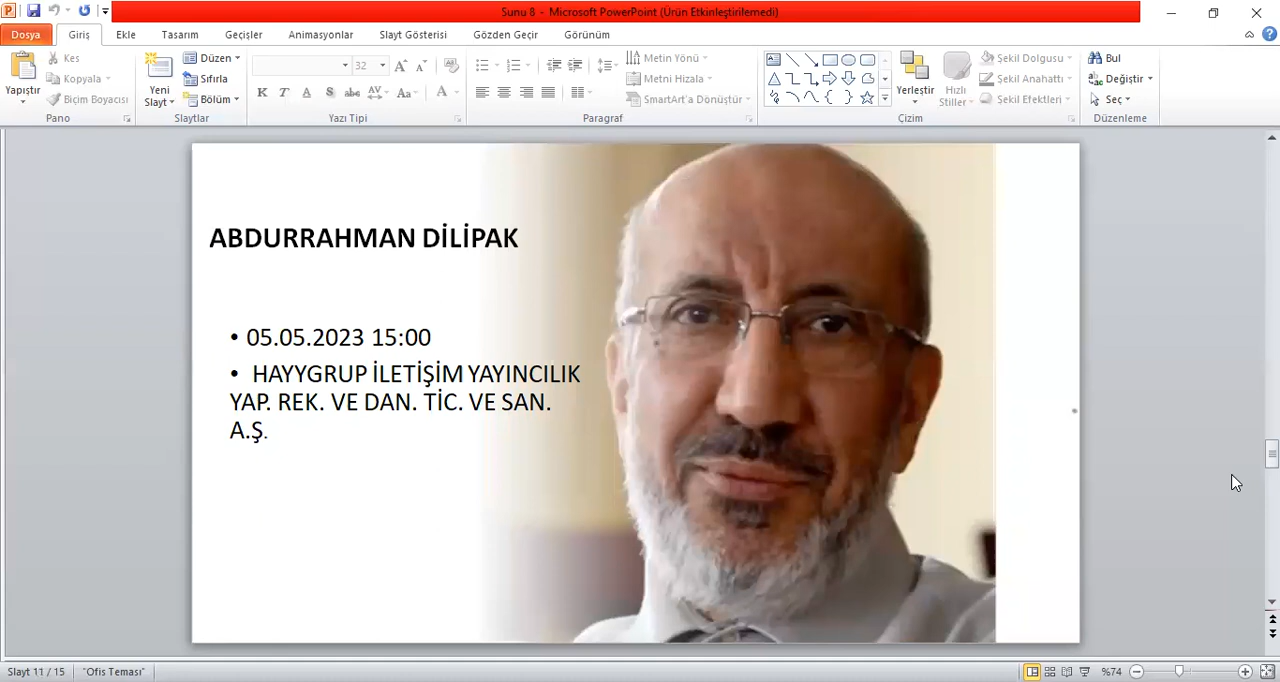 Sunu 8 - Microsoft PowerPoint (Ürün Etkinleştirilemedi)
Dosya Giriş Ekle Tasarım Geçişler Animasyonlar Slayt Gösterisi Gözden Geçir Görünüm
Yapıştır
Kes
Kopyala
Biçim Boyacısı
Pano
Yeni Slayt
Düzen
Sıfırla
Bölüm
Slaytlar
32
K T A S abc AV Aa A
Yazı Tipi
Metin Yönü
Metni Hizala
SmartArt'a Dönüştür
Paragraf
Yerleştir
Hızlı Stiller
Şekil Dolgusu
Şekil Anahattı
Şekil Efektleri
Çizim
Bul
Değiştir
Seç
Düzenleme
ABDURRAHMAN DİLİPAK
• 05.05.2023 15:00
• HAYYGRUP İLETİŞİM YAYINCILIK
YAP. REK. VE DAN. TİC. VE SAN.
A.Ş.
Slayt 11 / 15 "Ofis Teması" %74